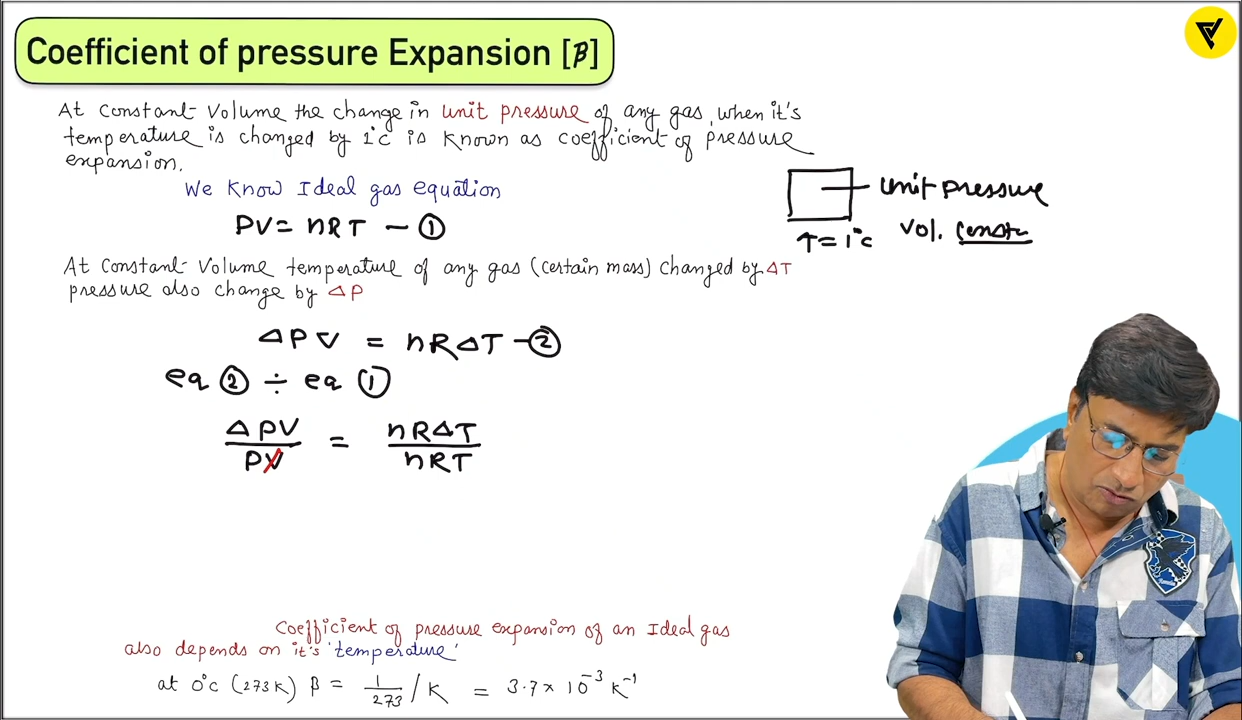 Coefficient of pressure Expansion [β]
At Constant Volume the change in unit pressure of any gas, when it's
temperature is changed by 1°c is known as coefficient of pressure
expansion.
We know Ideal gas equation
PV = nRT — ①
unit pressure
↑ = 1°c vol. const
At Constant Volume temperature of any gas (certain mass) changed by ΔT
pressure also change by ΔP
ΔPV = nRΔT — ②
eq ② ÷ eq ①
ΔPV / PV = nRΔT / nRT
Coefficient of pressure expansion of an Ideal gas
also depends on it's 'temperature'
at 0°c (273K) β = 1/273 /K = 3.7 × 10⁻³ K⁻¹